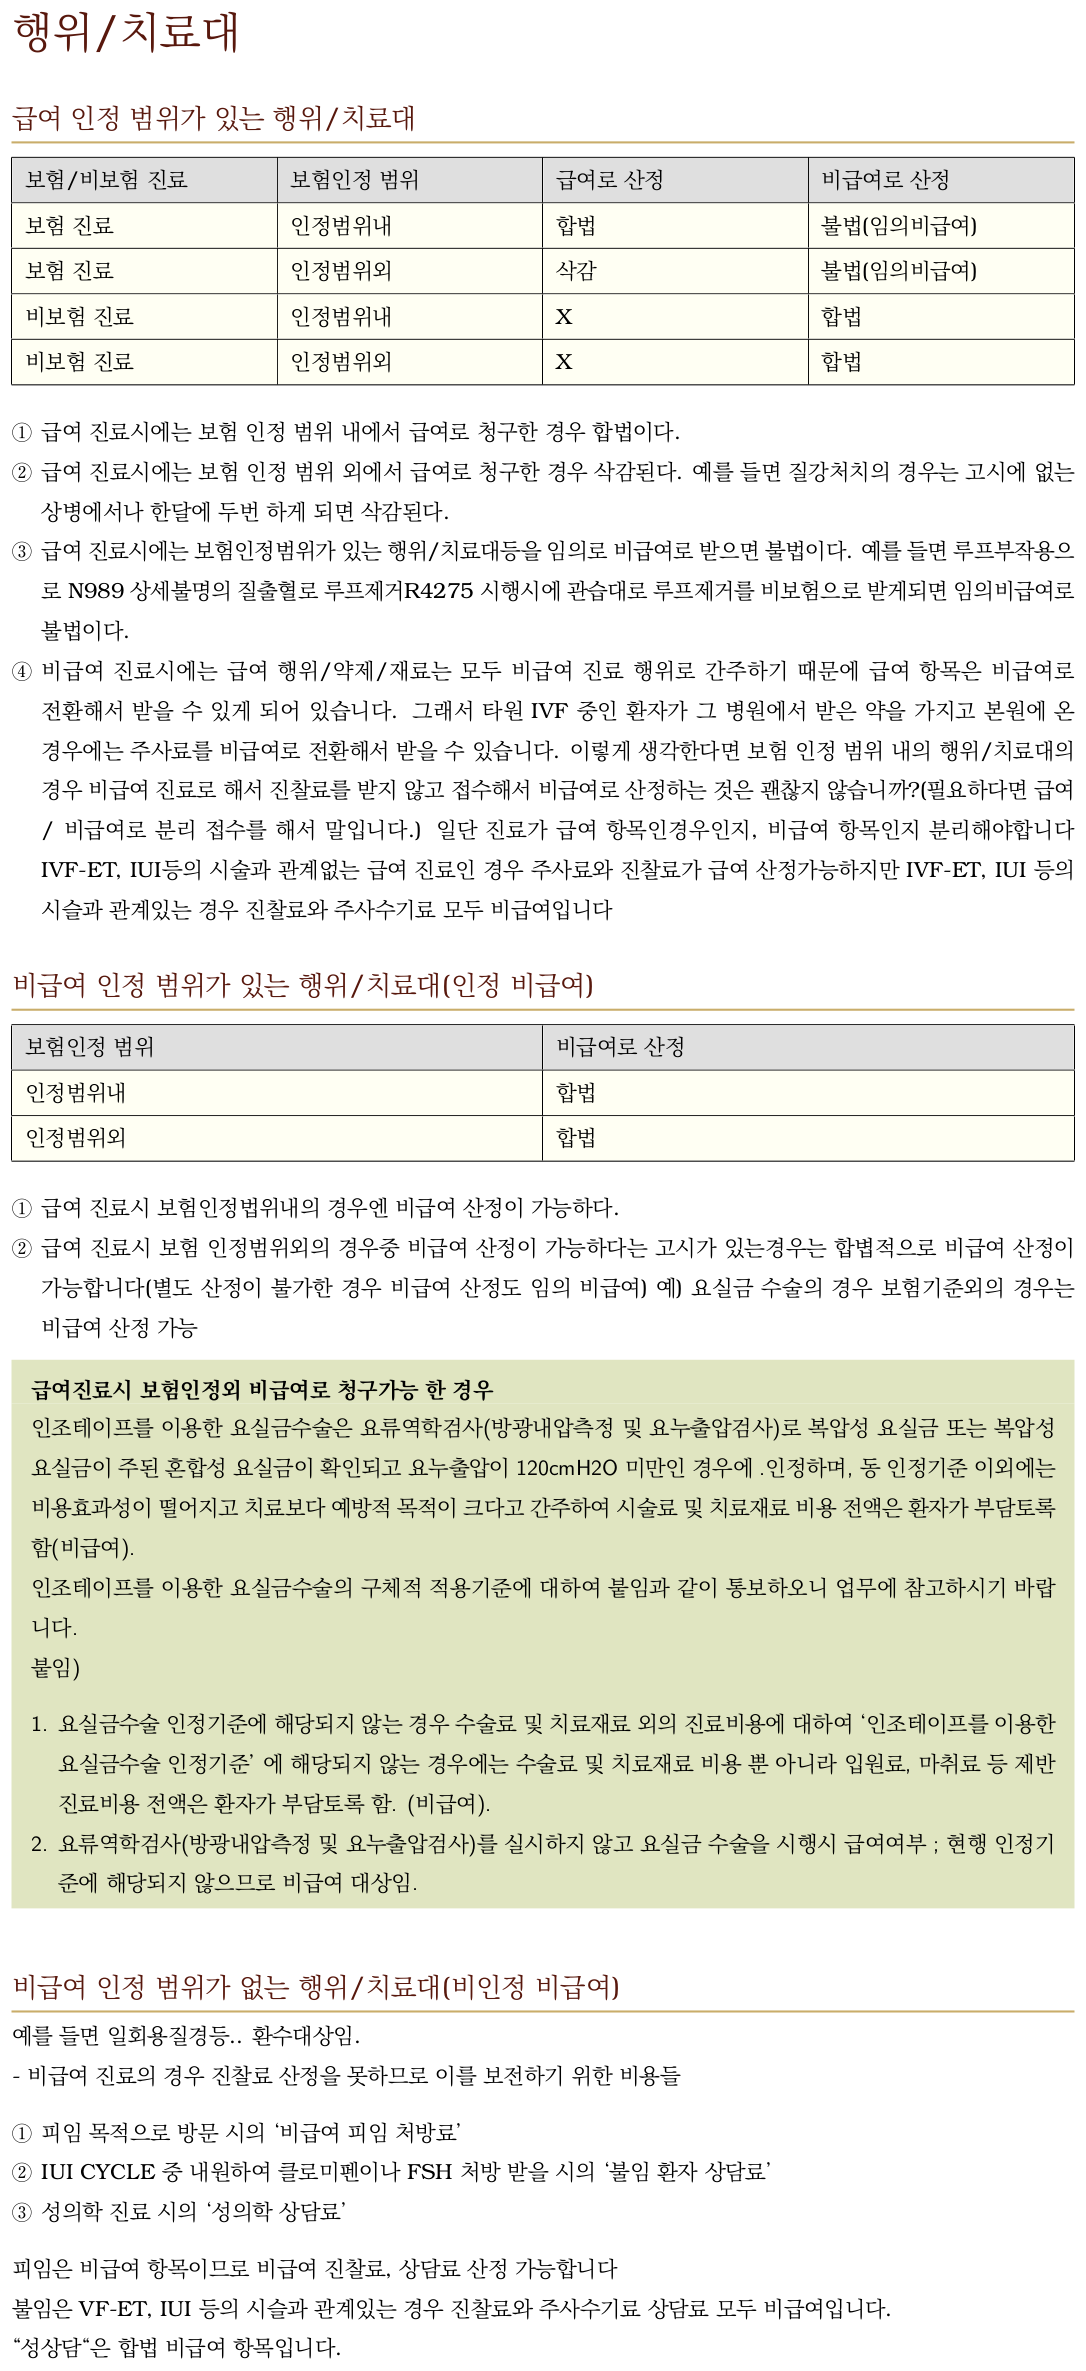 행위/치료대
급여 인정 범위가 있는 행위/치료대
보험/비보험 진료 보험인정 범위 급여로 산정 비급여로 산정
보험 진료 인정범위내 합법 불법(임의비급여)
보험 진료 인정범위외 삭감 불법(임의비급여)
비보험 진료 인정범위내 X 합법
비보험 진료 인정범위외 X 합법
① 급여 진료시에는 보험 인정 범위 내에서 급여로 청구한 경우 합법이다.
② 급여 진료시에는 보험 인정 범위 외에서 급여로 청구한 경우 삭감된다. 예를 들면 질강처치의 경우는 고시에 없는
상병에서나 한달에 두번 하게 되면 삭감된다.
③ 급여 진료시에는 보험인정범위가 있는 행위/치료대등을 임의로 비급여로 받으면 불법이다. 예를 들면 루프부작용으
로 N989 상세불명의 질출혈로 루프제거R4275 시행시에 관습대로 루프제거를 비보험으로 받게되면 임의비급여로
불법이다.
④ 비급여 진료시에는 급여 행위/약제/재료는 모두 비급여 진료 행위로 간주하기 때문에 급여 항목은 비급여로
전환해서 받을 수 있게 되어 있습니다. 그래서 타원 IVF 중인 환자가 그 병원에서 받은 약을 가지고 본원에 온
경우에는 주사료를 비급여로 전환해서 받을 수 있습니다. 이렇게 생각한다면 보험 인정 범위 내의 행위/치료대의
경우 비급여 진료로 해서 진찰료를 받지 않고 접수해서 비급여로 산정하는 것은 괜찮지 않습니까?(필요하다면 급여
/ 비급여로 분리 접수를 해서 말입니다.) 일단 진료가 급여 항목인경우인지, 비급여 항목인지 분리해야합니다
IVF-ET, IUI등의 시술과 관계없는 급여 진료인 경우 주사료와 진찰료가 급여 산정가능하지만 IVF-ET, IUI 등의
시슬과 관계있는 경우 진찰료와 주사수기료 모두 비급여입니다
비급여 인정 범위가 있는 행위/치료대(인정 비급여)
보험인정 범위 비급여로 산정
인정범위내 합법
인정범위외 합법
① 급여 진료시 보험인정법위내의 경우엔 비급여 산정이 가능하다.
② 급여 진료시 보험 인정범위외의 경우중 비급여 산정이 가능하다는 고시가 있는경우는 합볍적으로 비급여 산정이
가능합니다(별도 산정이 불가한 경우 비급여 산정도 임의 비급여) 예) 요실금 수술의 경우 보험기준외의 경우는
비급여 산정 가능
급여진료시 보험인정외 비급여로 청구가능 한 경우
인조테이프를 이용한 요실금수술은 요류역학검사(방광내압측정 및 요누출압검사)로 복압성 요실금 또는 복압성
요실금이 주된 혼합성 요실금이 확인되고 요누출압이 120cmH2O 미만인 경우에 .인정하며, 동 인정기준 이외에는
비용효과성이 떨어지고 치료보다 예방적 목적이 크다고 간주하여 시술료 및 치료재료 비용 전액은 환자가 부담토록
함(비급여).
인조테이프를 이용한 요실금수술의 구체적 적용기준에 대하여 붙임과 같이 통보하오니 업무에 참고하시기 바랍
니다.
붙임)
1. 요실금수술 인정기준에 해당되지 않는 경우 수술료 및 치료재료 외의 진료비용에 대하여 ‘인조테이프를 이용한
요실금수술 인정기준’ 에 해당되지 않는 경우에는 수술료 및 치료재료 비용 뿐 아니라 입원료, 마취료 등 제반
진료비용 전액은 환자가 부담토록 함. (비급여).
2. 요류역학검사(방광내압측정 및 요누출압검사)를 실시하지 않고 요실금 수술을 시행시 급여여부 ; 현행 인정기
준에 해당되지 않으므로 비급여 대상임.
비급여 인정 범위가 없는 행위/치료대(비인정 비급여)
예를 들면 일회용질경등.. 환수대상임.
- 비급여 진료의 경우 진찰료 산정을 못하므로 이를 보전하기 위한 비용들
① 피임 목적으로 방문 시의 ‘비급여 피임 처방료’
② IUI CYCLE 중 내원하여 클로미펜이나 FSH 처방 받을 시의 ‘불임 환자 상담료’
③ 성의학 진료 시의 ‘성의학 상담료’
피임은 비급여 항목이므로 비급여 진찰료, 상담료 산정 가능합니다
불임은 VF-ET, IUI 등의 시슬과 관계있는 경우 진찰료와 주사수기료 상담료 모두 비급여입니다.
“성상담“은 합법 비급여 항목입니다.